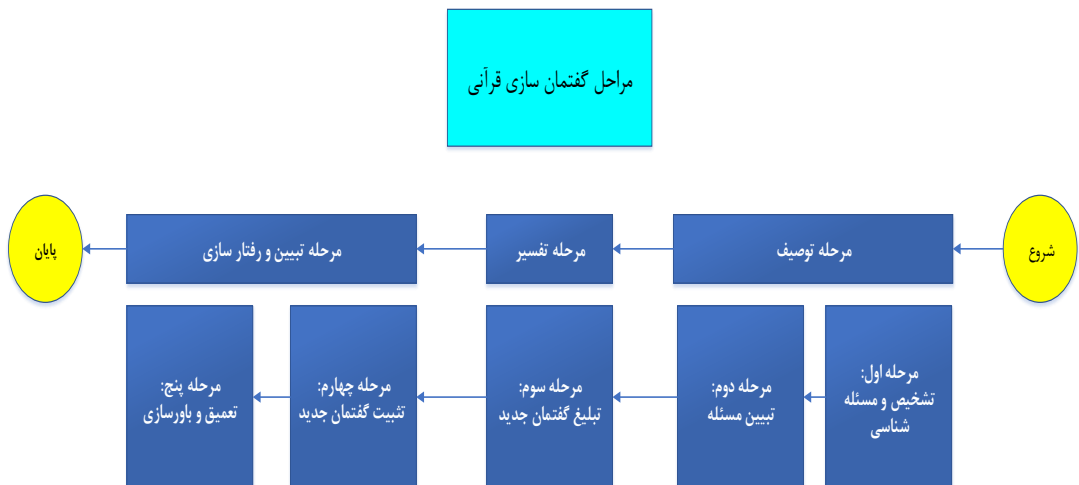 مراحل گفتمان سازی قرآنی
شروع
مرحله توصیف
مرحله تفسیر
مرحله تبیین و رفتار سازی
پایان
مرحله اول:
تشخیص و مسئله
شناسی
مرحله دوم:
تبیین مسئله
مرحله سوم:
تبلیغ گفتمان جدید
مرحله چهارم:
تثبیت گفتمان جدید
مرحله پنج:
تعمیق و باورسازی